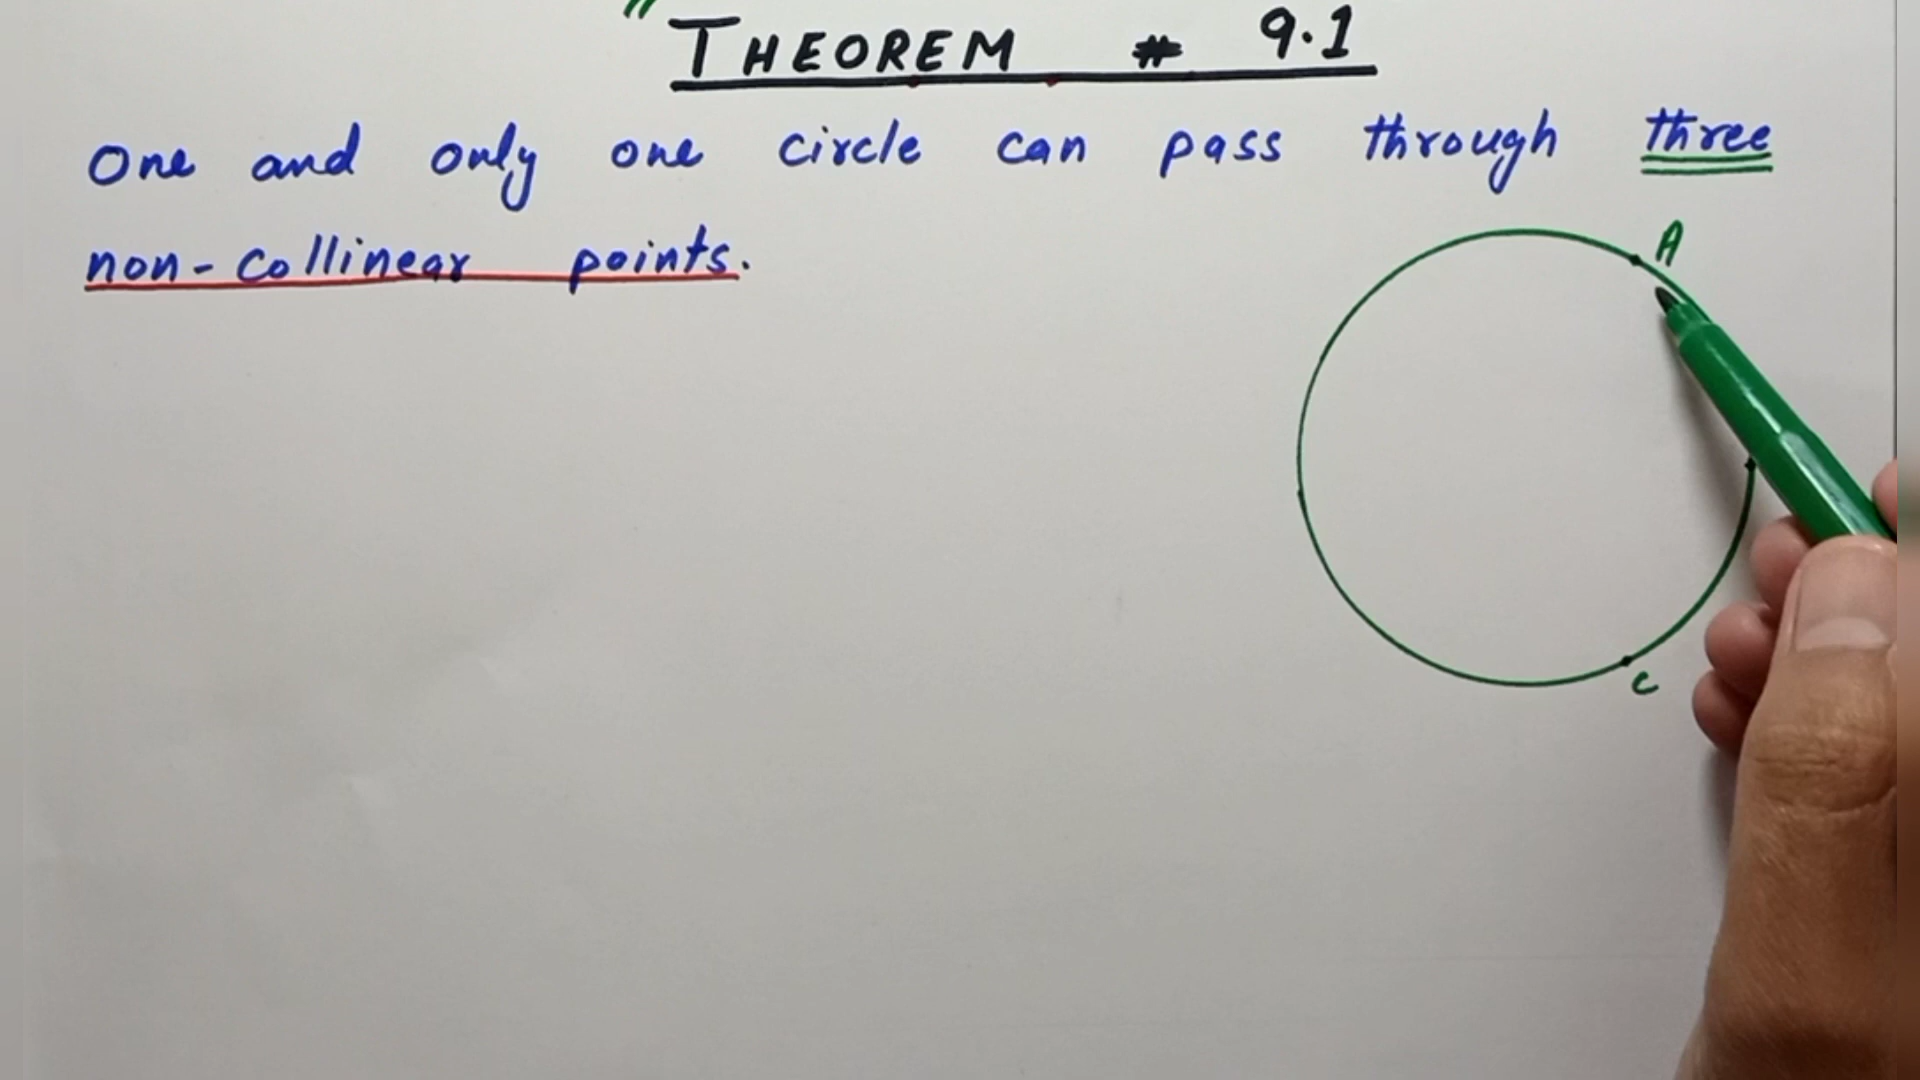 " THEOREM # 9.1
One and only one circle can pass through three
non-collinear points.
A
C